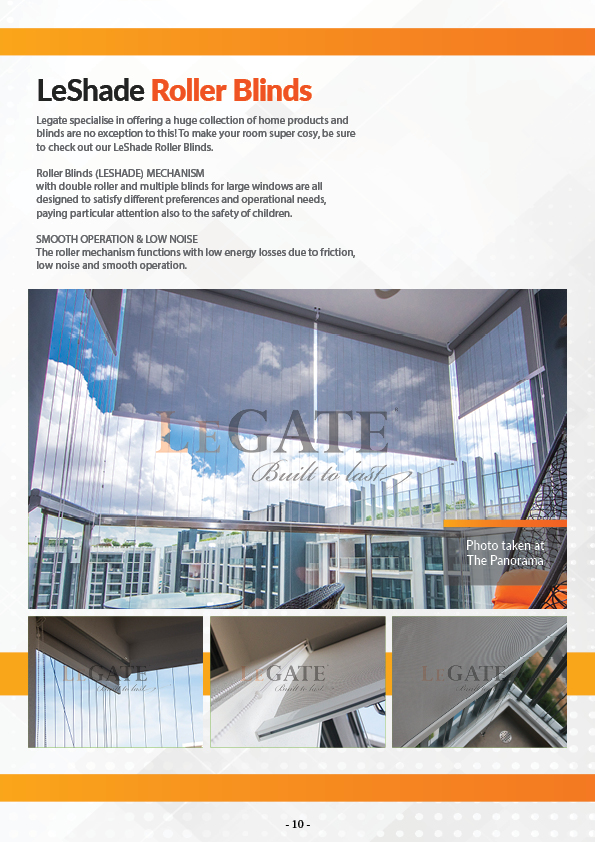 LeShade Roller Blinds
Legate specialise in offering a huge collection of home products and
blinds are no exception to this! To make your room super cosy, be sure
to check out our LeShade Roller Blinds.
Roller Blinds (LESHADE) MECHANISM
with double roller and multiple blinds for large windows are all
designed to satisfy different preferences and operational needs,
paying particular attention also to the safety of children.
SMOOTH OPERATION & LOW NOISE
The roller mechanism functions with low energy losses due to friction,
low noise and smooth operation.
LEGATE
Built to last
Photo taken at
The Panorama
LEGATE
Built to last
LEGATE
Built to last
LEGATE
Built to last
- 10 -